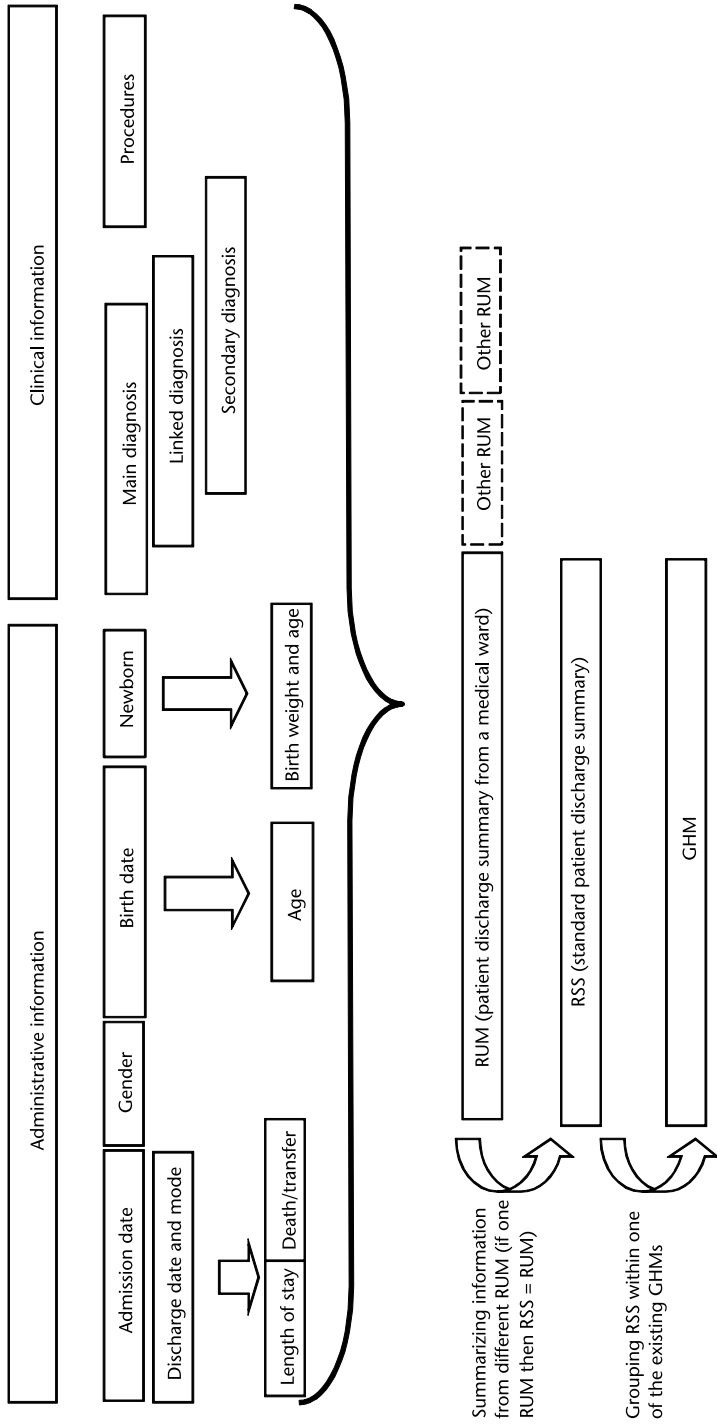 Administrative information
Clinical information
Admission date
Gender
Birth date
Newborn
Main diagnosis
Procedures
Discharge date and mode
Linked diagnosis
Secondary diagnosis
Length of stay
Death/transfer
Age
Birth weight and age
Summarizing information
from different RUM (if one
RUM then RSS = RUM)
RUM (patient discharge summary from a medical ward)
Other RUM
Other RUM
RSS (standard patient discharge summary)
Grouping RSS within one
of the existing GHMs
GHM